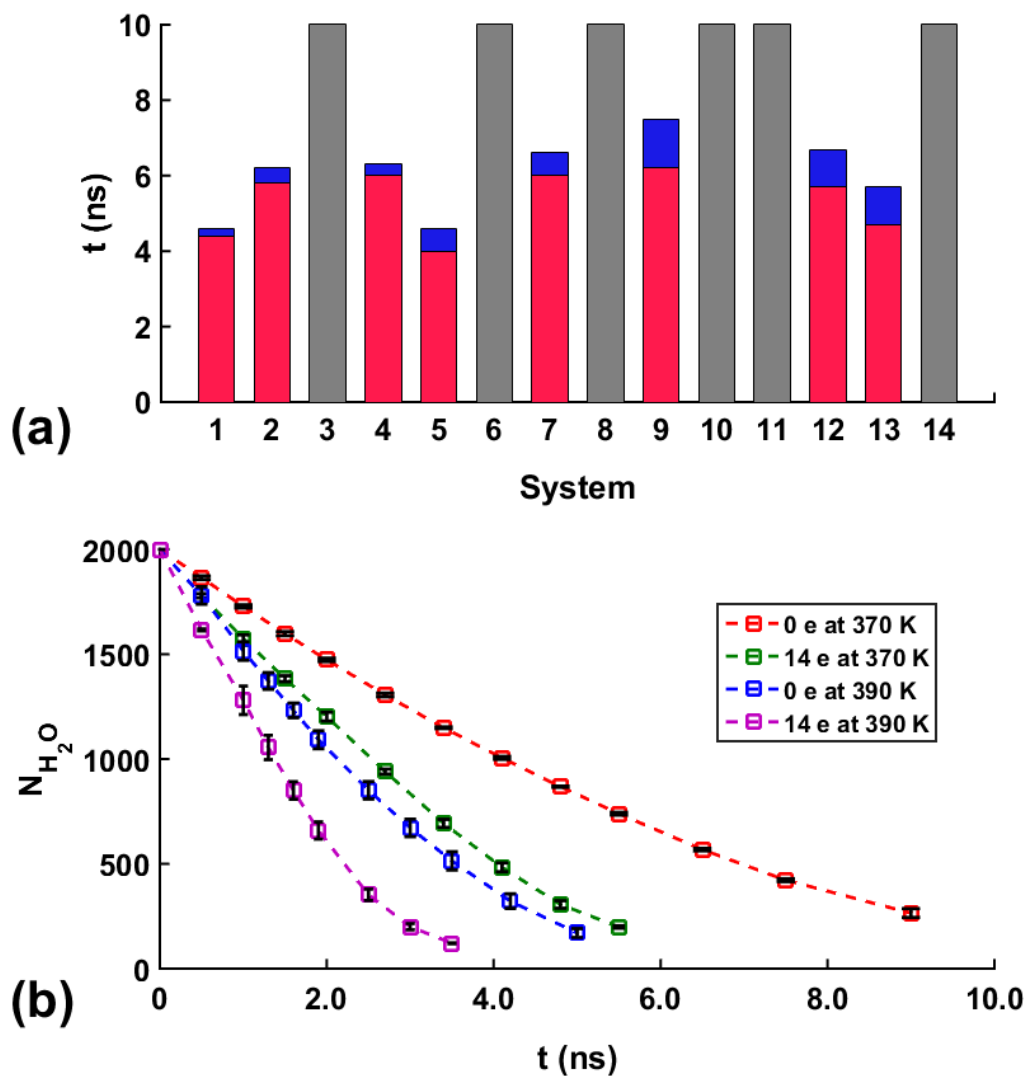 10
8
6
4
2
0
t (ns)
1 2 3 4 5 6 7 8 9 10 11 12 13 14
System
(a)
2000
1500
1000
500
0
N_{H_2O}
0 e at 370 K
14 e at 370 K
0 e at 390 K
14 e at 390 K
0 2.0 4.0 6.0 8.0 10.0
t (ns)
(b)